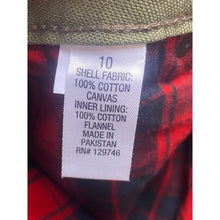 10
SHELL FABRIC:
100% COTTON
CANVAS
INNER LINING:
100% COTTON
FLANNEL
MADE IN
PAKISTAN
RN# 129746